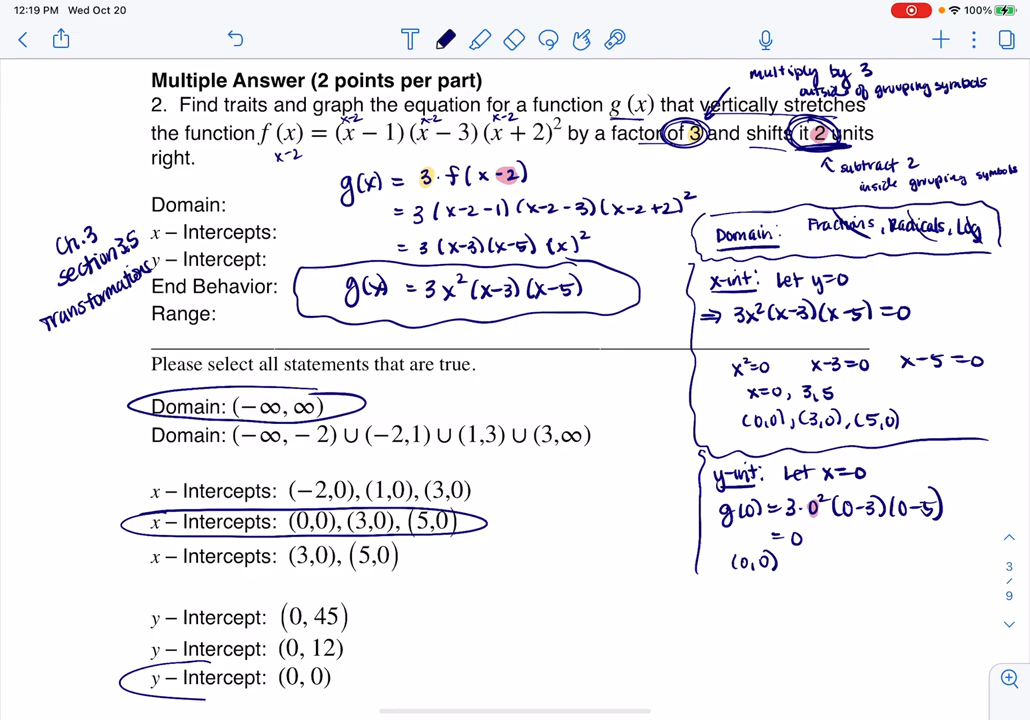 12:19 PM Wed Oct 20
100%
T
multiply by 3
outside of grouping symbols
Multiple Answer (2 points per part)
2. Find traits and graph the equation for a function g (x) that vertically stretches
x-2 x-2 x-2
the function f (x) = (x − 1) (x − 3) (x + 2)² by a factor of 3 and shifts it 2 units
x-2
right.
↑ subtract 2
inside grouping symbols
g(x) = 3 · f(x-2)
Domain:
= 3 (x-2-1)(x-2-3)(x-2+2)²
x – Intercepts:
= 3 (x-3)(x-5) (x)²
y – Intercept:
End Behavior:
g(x) = 3x² (x-3)(x-5)
Range:
Ch. 3
section 3.5
transformations
Domain: Fractions, Radicals, Log
x-int: Let y=0
⇒ 3x²(x-3)(x-5) = 0
x²=0 x-3=0 x-5=0
x=0, 3, 5
(0,0), (3,0), (5,0)
y-int: Let x=0
g(0) = 3·0²(0-3)(0-5)
= 0
(0,0)
Please select all statements that are true.
Domain: (−∞, ∞)
Domain: (−∞, − 2) ∪ (−2,1) ∪ (1,3) ∪ (3,∞)
x – Intercepts: (−2,0), (1,0), (3,0)
x – Intercepts: (0,0), (3,0), (5,0)
x – Intercepts: (3,0), (5,0)
y – Intercept: (0, 45)
y – Intercept: (0, 12)
y – Intercept: (0, 0)
3
9